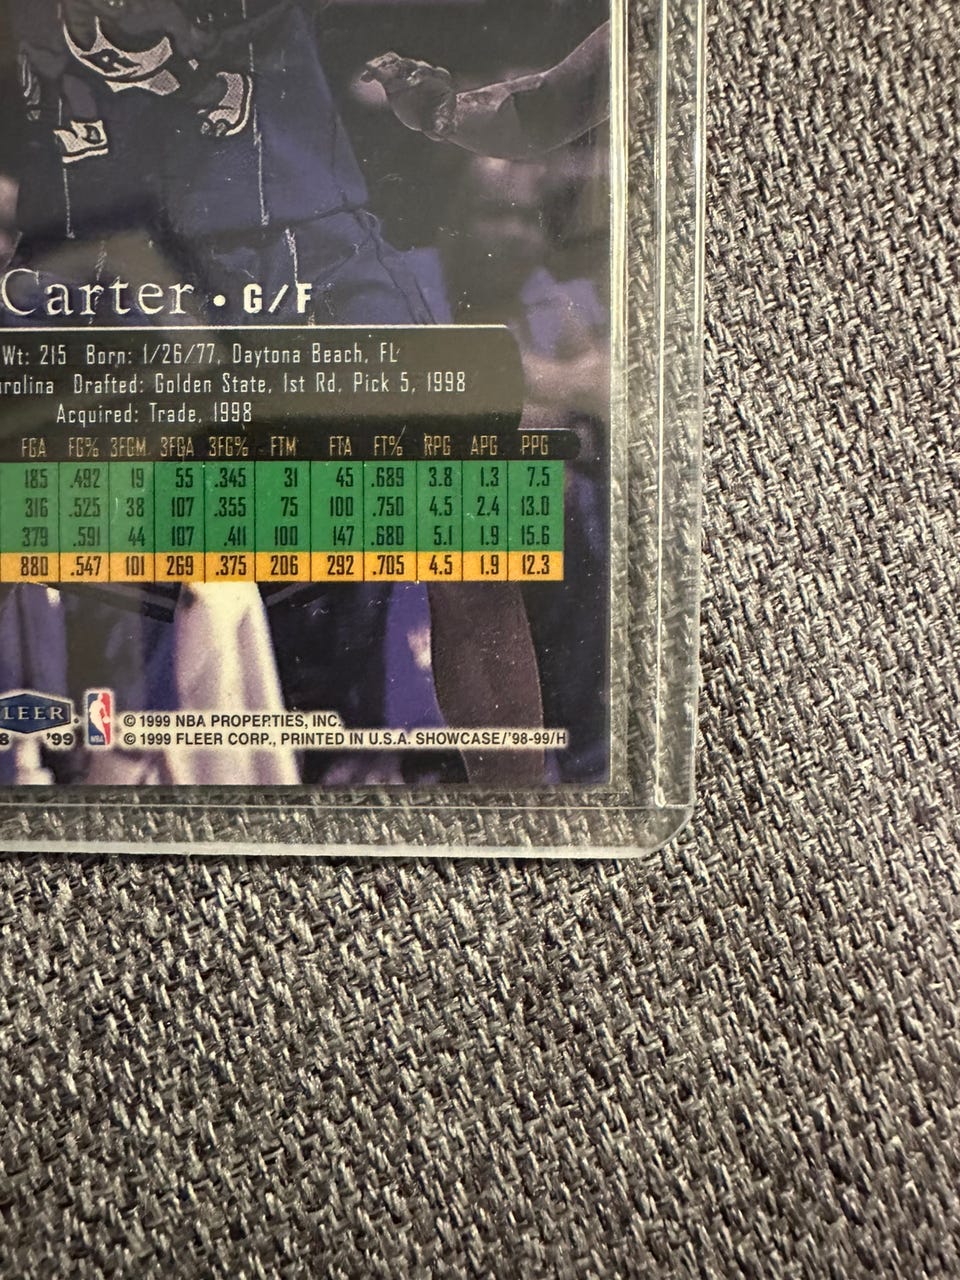 Carter • G/F
Wt: 215 Born: 1/26/77, Daytona Beach, FL
rolina Drafted: Golden State, 1st Rd. Pick 5, 1998
Acquired: Trade, 1998
FGA FG% 3FGM 3FGA 3FG% FTM FTA FT% RPG APG PPG
185 .492 19 55 .345 31 45 .689 3.8 1.3 7.5
316 .525 38 107 .355 75 100 .750 4.5 2.4 13.0
379 .591 44 107 .411 100 147 .680 5.1 1.9 15.6
880 .547 101 269 .375 206 292 .705 4.5 1.9 12.3
LEER
8 '99
NBA
© 1999 NBA PROPERTIES, INC.
© 1999 FLEER CORP., PRINTED IN U.S.A. SHOWCASE/'98-99/H